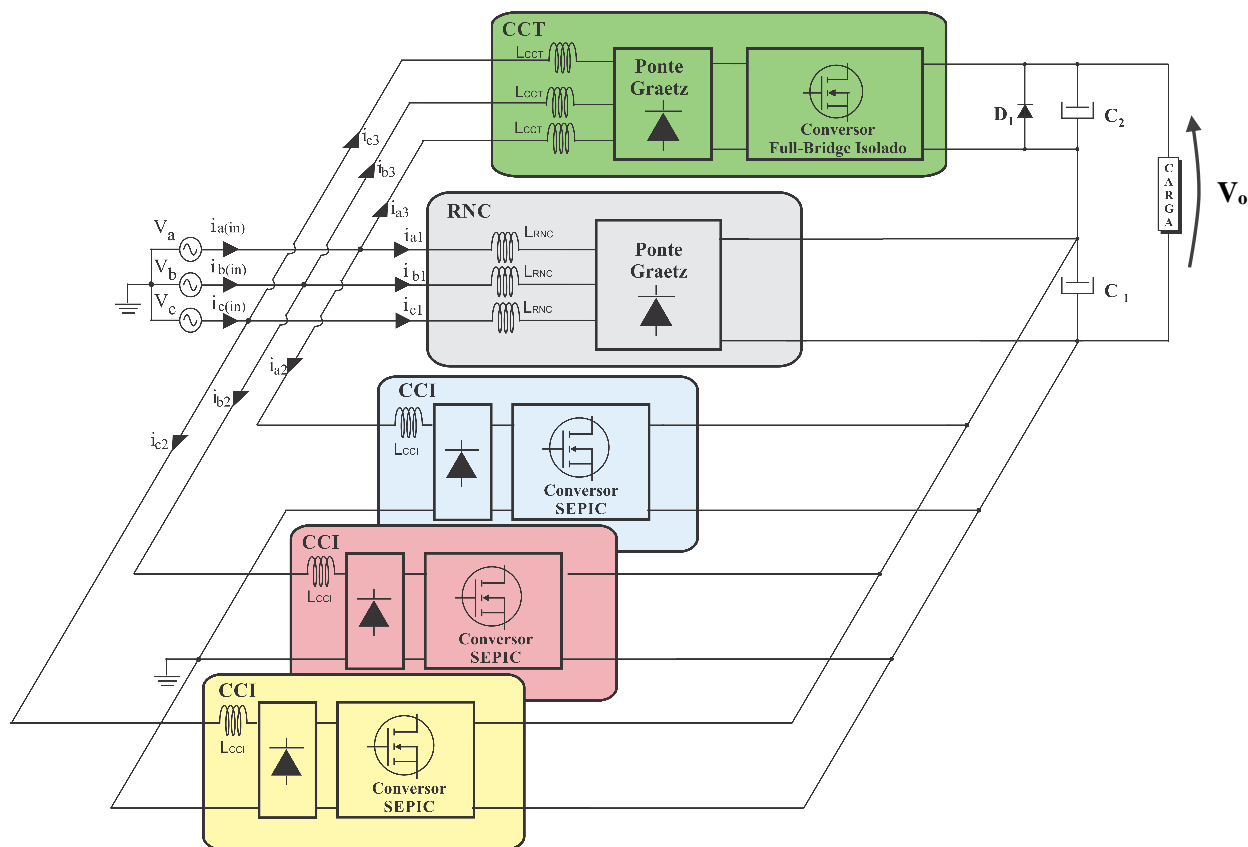 CCT
LCCT
LCCT
LCCT
Ponte
Graetz
Conversor
Full-Bridge Isolado
D1
C2
CARGA
Vo
ic3
ib3
ia3
RNC
Va
ia(in)
ia1
LRNC
Vb
ib(in)
ib1
Vc
ic(in)
ic1
LRNC
Ponte
Graetz
C1
ia2
ib2
ic2
CCI
LCCI
Conversor
SEPIC
CCI
LCCI
Conversor
SEPIC
CCI
LCCI
Conversor
SEPIC